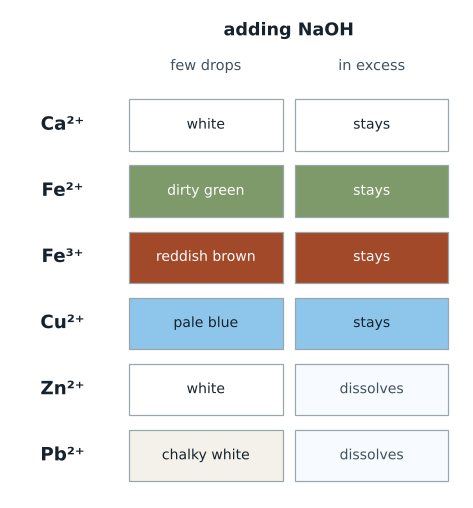 adding NaOH
few drops in excess
Ca²⁺ white stays
Fe²⁺ dirty green stays
Fe³⁺ reddish brown stays
Cu²⁺ pale blue stays
Zn²⁺ white dissolves
Pb²⁺ chalky white dissolves